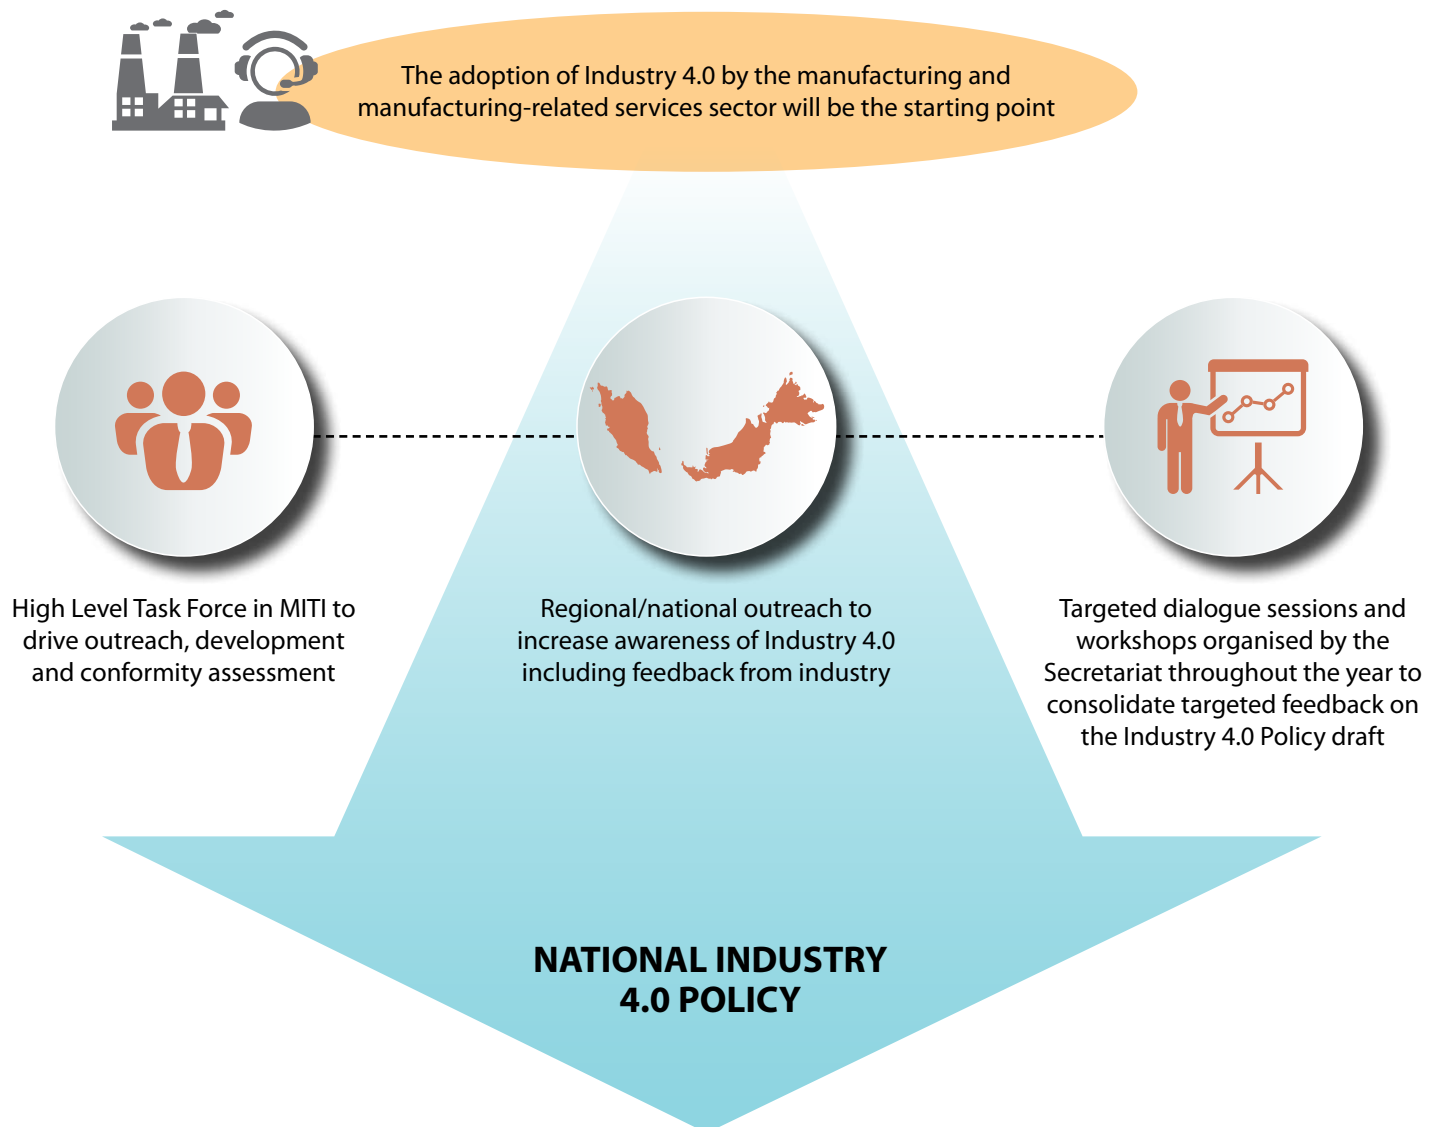 The adoption of Industry 4.0 by the manufacturing and
manufacturing-related services sector will be the starting point
High Level Task Force in MITI to
drive outreach, development
and conformity assessment
Regional/national outreach to
increase awareness of Industry 4.0
including feedback from industry
Targeted dialogue sessions and
workshops organised by the
Secretariat throughout the year to
consolidate targeted feedback on
the Industry 4.0 Policy draft
NATIONAL INDUSTRY
4.0 POLICY